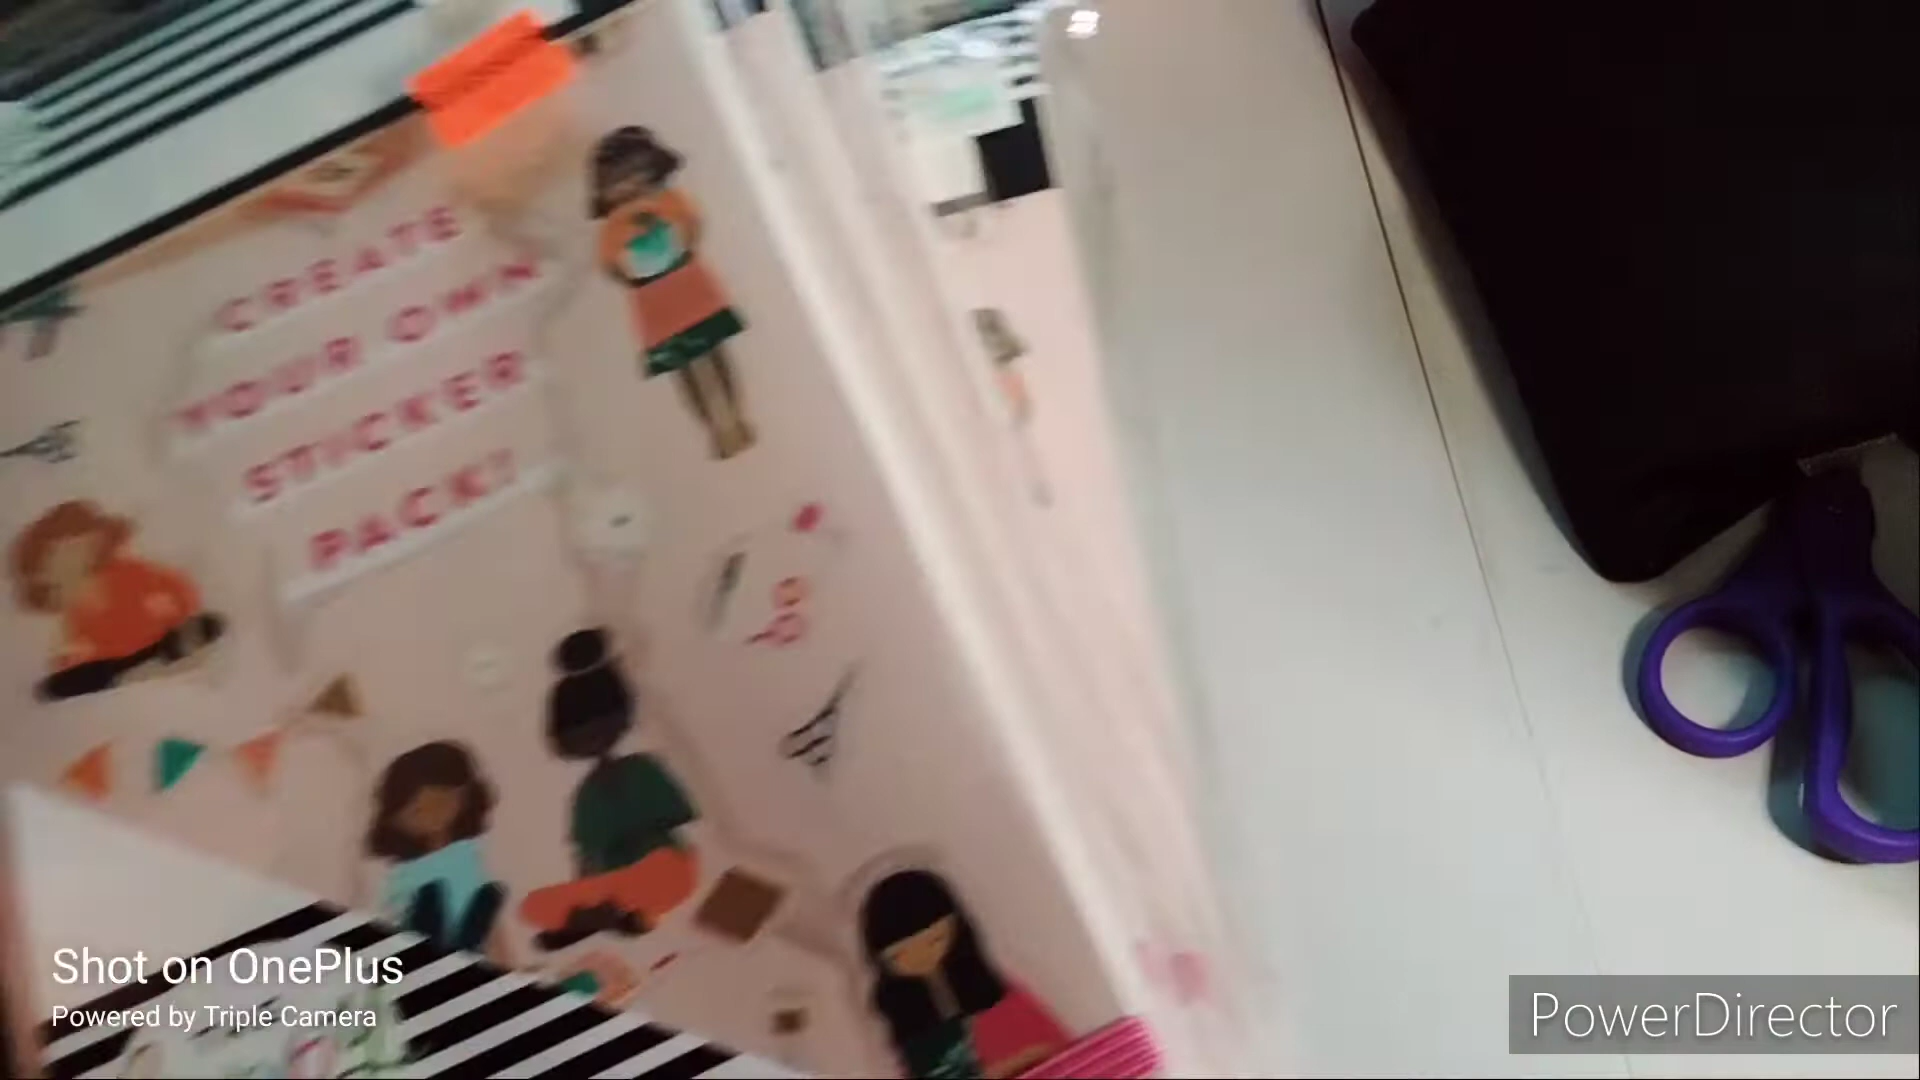 CREATE
YOUR OWN
STICKER
PACK!
Shot on OnePlus
Powered by Triple Camera
PowerDirector